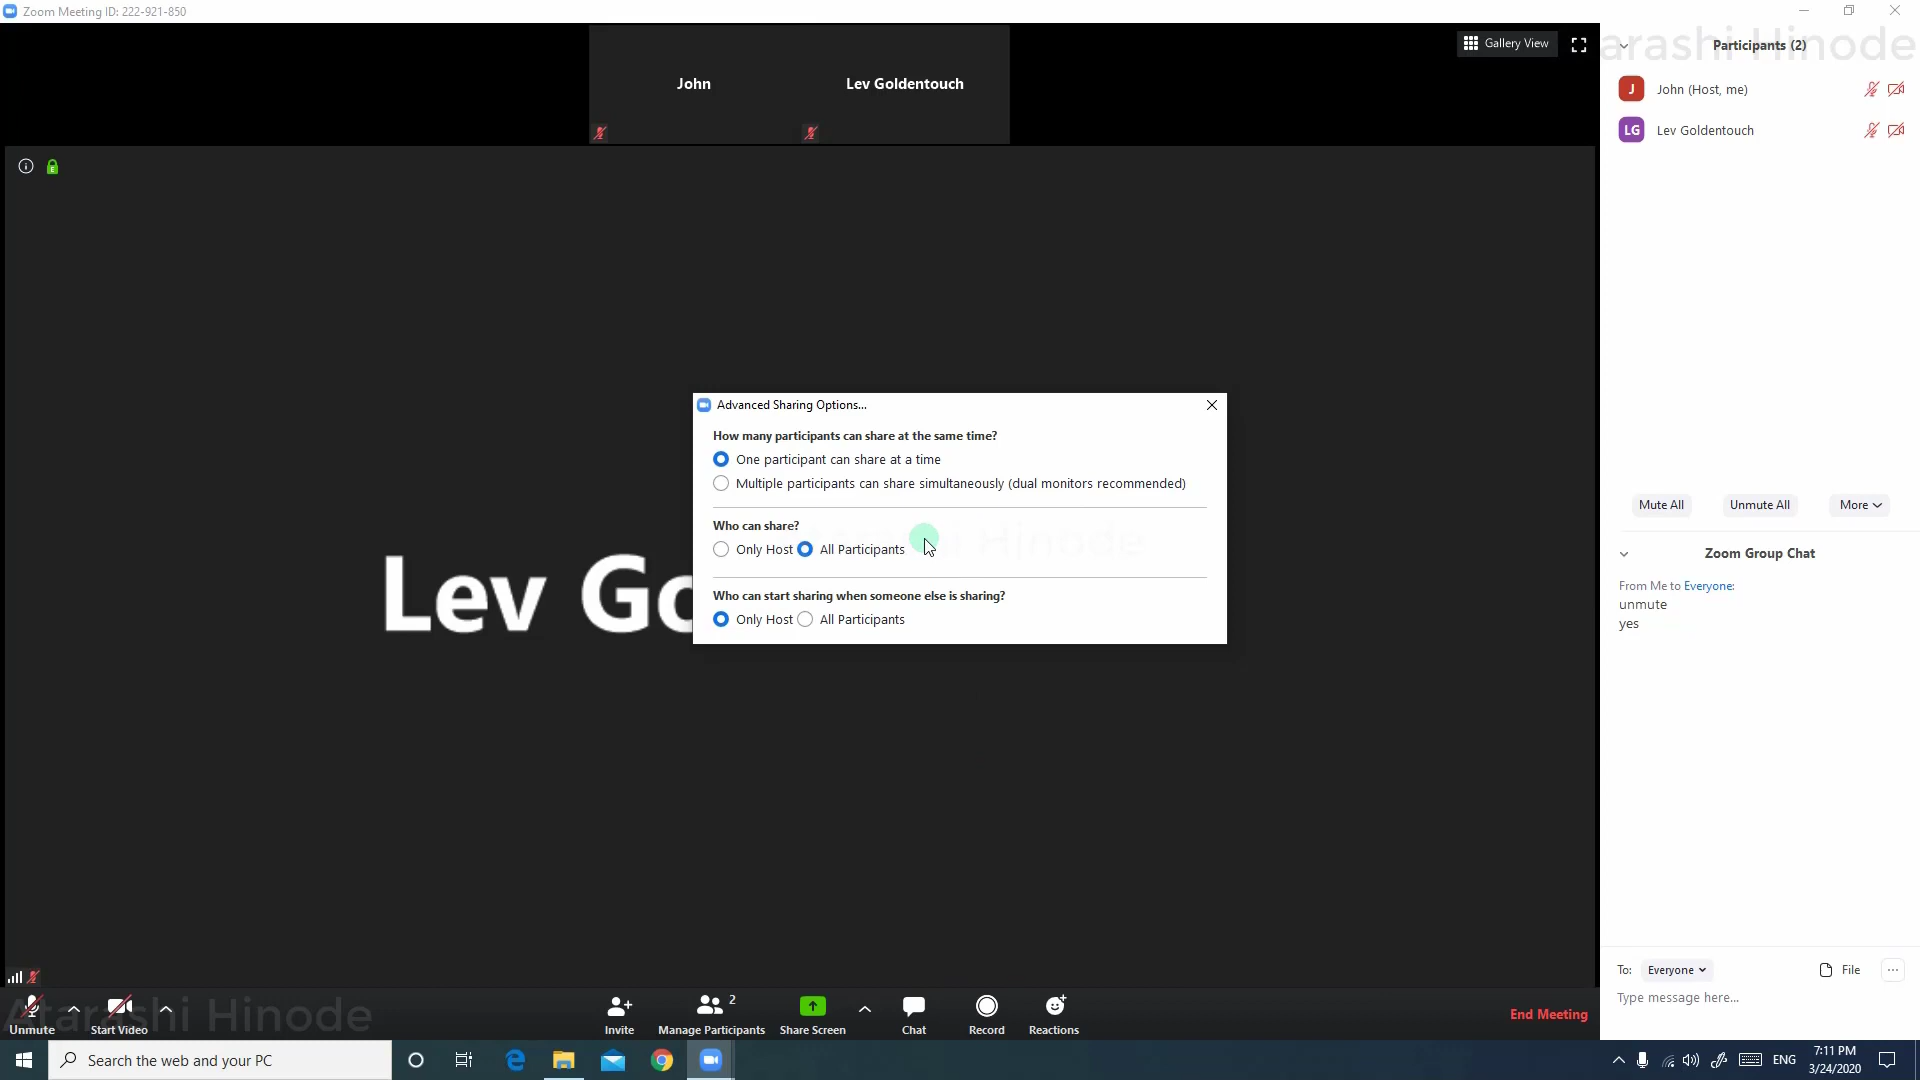 Zoom Meeting ID: 222-921-850
John
Lev Goldentouch
Gallery View
arashi Hinode
Participants (2)
J
John (Host, me)
LG
Lev Goldentouch
Advanced Sharing Options...
How many participants can share at the same time?
One participant can share at a time
Multiple participants can share simultaneously (dual monitors recommended)
Who can share?
Only Host
All Participants
Who can start sharing when someone else is sharing?
Only Host
All Participants
Lev Go
Mute All
Unmute All
More
Zoom Group Chat
From Me to Everyone:
unmute
yes
To:
Everyone
File
Type message here...
Atarashi Hinode
Unmute
Start Video
Invite
2
Manage Participants
Share Screen
Chat
Record
Reactions
End Meeting
Search the web and your PC
ENG
7:11 PM
3/24/2020